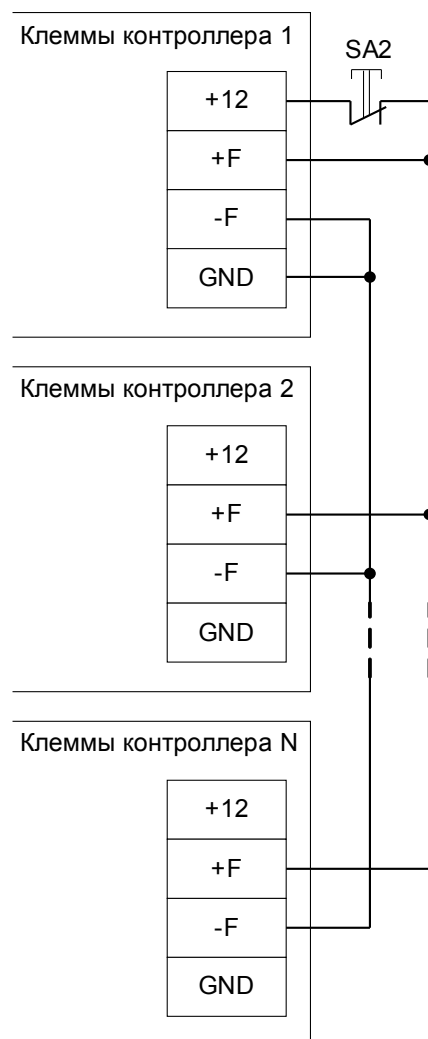 Клеммы контроллера 1
SA2
+12
+F
-F
GND
Клеммы контроллера 2
+12
+F
-F
GND
Клеммы контроллера N
+12
+F
-F
GND